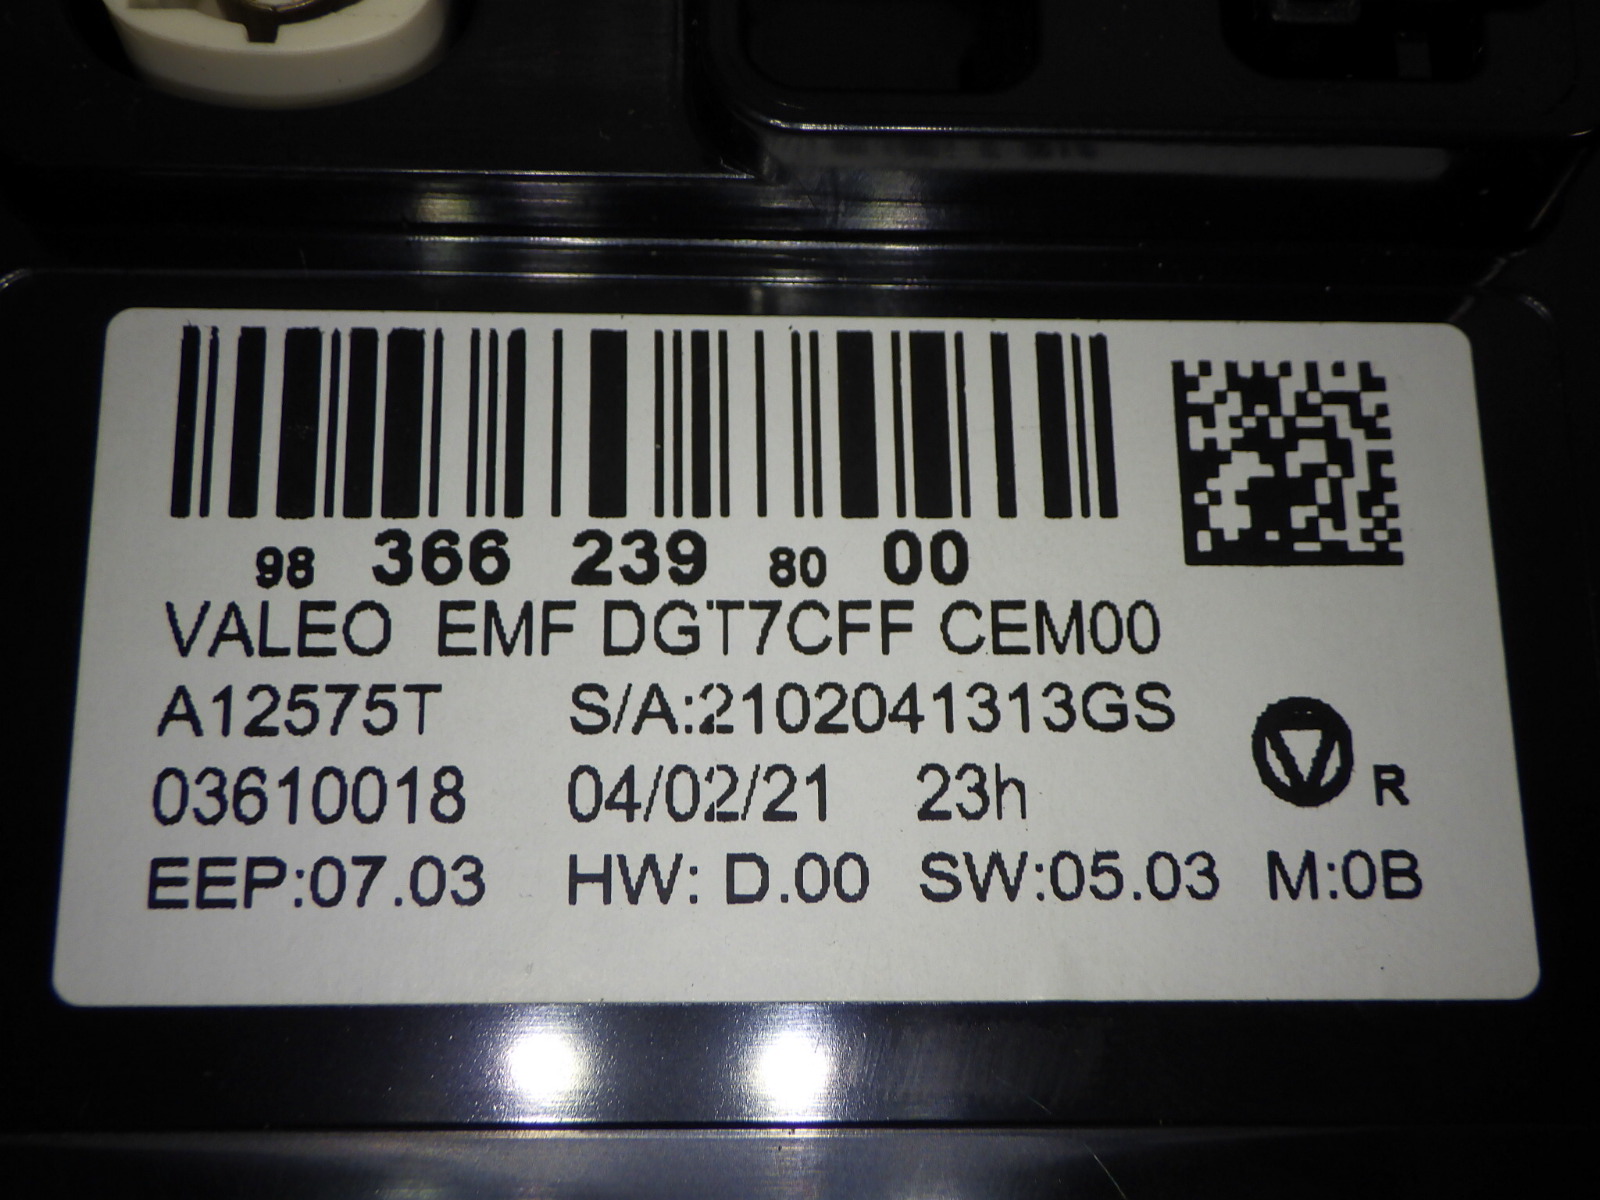 98 366 239 80 00
VALEO EMF DGT7CFF CEM00
A12575T S/A:2102041313GS
03610018 04/02/21 23h
R
EEP:07.03 HW: D.00 SW:05.03 M:0B